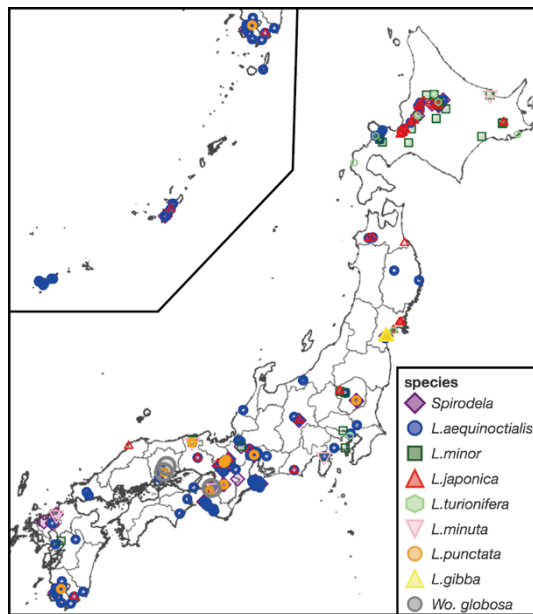 species
Spirodela
L.aequinoctialis
L.minor
L.japonica
L.turionifera
L.minuta
L.punctata
L.gibba
Wo. globosa